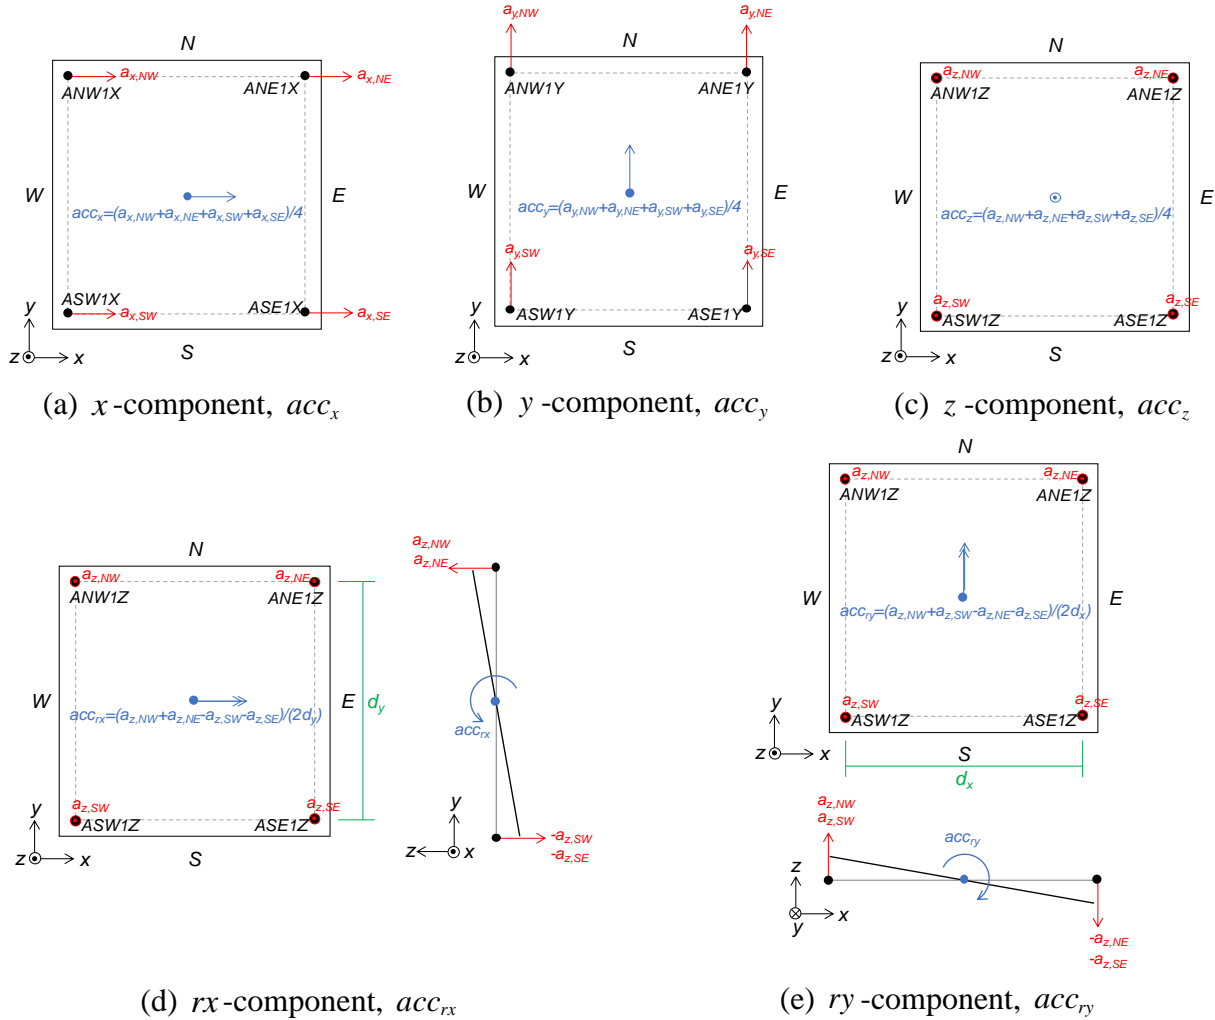 N
a_x,NW
a_x,NE
ANW1X
ANE1X
W
E
acc_x=(a_x,NW+a_x,NE+a_x,SW+a_x,SE)/4
ASW1X
ASE1X
a_x,SW
a_x,SE
y
z
x
S
(a) x -component, acc_x
a_y,NW
a_y,NE
N
ANW1Y
ANE1Y
W
E
acc_y=(a_y,NW+a_y,NE+a_y,SW+a_y,SE)/4
a_y,SW
a_y,SE
ASW1Y
ASE1Y
y
z
x
S
(b) y -component, acc_y
N
a_z,NW
a_z,NE
ANW1Z
ANE1Z
W
E
acc_z=(a_z,NW+a_z,NE+a_z,SW+a_z,SE)/4
a_z,SW
a_z,SE
ASW1Z
ASE1Z
y
z
x
S
(c) z -component, acc_z
N
a_z,NW
a_z,NE
ANW1Z
ANE1Z
W
E
d_y
acc_rx=(a_z,NW+a_z,NE-a_z,SW-a_z,SE)/(2d_y)
a_z,SW
a_z,SE
ASW1Z
ASE1Z
y
z
x
S
a_z,NW
a_z,NE
acc_rx
y
z
x
-a_z,SW
-a_z,SE
(d) rx -component, acc_rx
N
a_z,NW
a_z,NE
ANW1Z
ANE1Z
W
E
acc_ry=(a_z,NW+a_z,SW-a_z,NE-a_z,SE)/(2d_x)
a_z,SW
a_z,SE
ASW1Z
ASE1Z
y
z
x
S
d_x
a_z,NW
a_z,SW
acc_ry
z
y
x
-a_z,NE
-a_z,SE
(e) ry -component, acc_ry